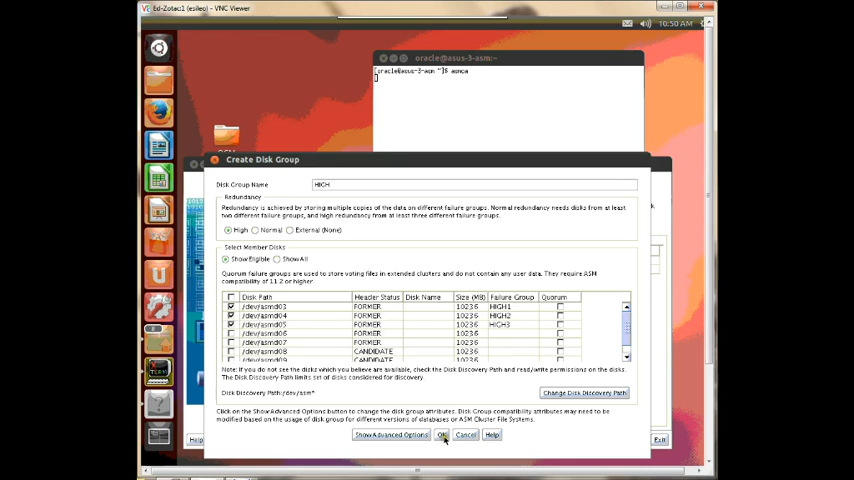 Ed-Zotac:1 (esileo) - VNC Viewer
10:50 AM
oracle@asus-3-asm:~
[oracle@asus-3-asm ~]$ asmca
Create Disk Group
Disk Group Name HIGH
Redundancy
Redundancy is achieved by storing multiple copies of the data on different failure groups. Normal redundancy needs disks from at least
two different failure groups, and high redundancy from at least three different failure groups.
High Normal External (None)
Select Member Disks
Show Eligible Show All
Quorum failure groups are used to store voting files in extended clusters and do not contain any user data. They require ASM
compatibility of 11.2 or higher.
Disk Path Header Status Disk Name Size (MB) Failure Group Quorum
/dev/asmd03 FORMER 10236 HIGH1
/dev/asmd04 FORMER 10236 HIGH2
/dev/asmd05 FORMER 10236 HIGH3
/dev/asmd06 FORMER 10236
/dev/asmd07 FORMER 10236
/dev/asmd08 CANDIDATE 10236
/dev/asmd09 CANDIDATE 10236
Note: If you do not see the disks which you believe are available, check the Disk Discovery Path and read/write permissions on the disks.
The Disk Discovery Path limits set of disks considered for discovery.
Disk Discovery Path:/dev/asm* Change Disk Discovery Path
Click on the Show Advanced Options button to change the disk group attributes. Disk Group compatibility attributes may need to be
modified based on the usage of disk group for different versions of databases or ASM Cluster File Systems.
Show Advanced Options OK Cancel Help
Help Exit